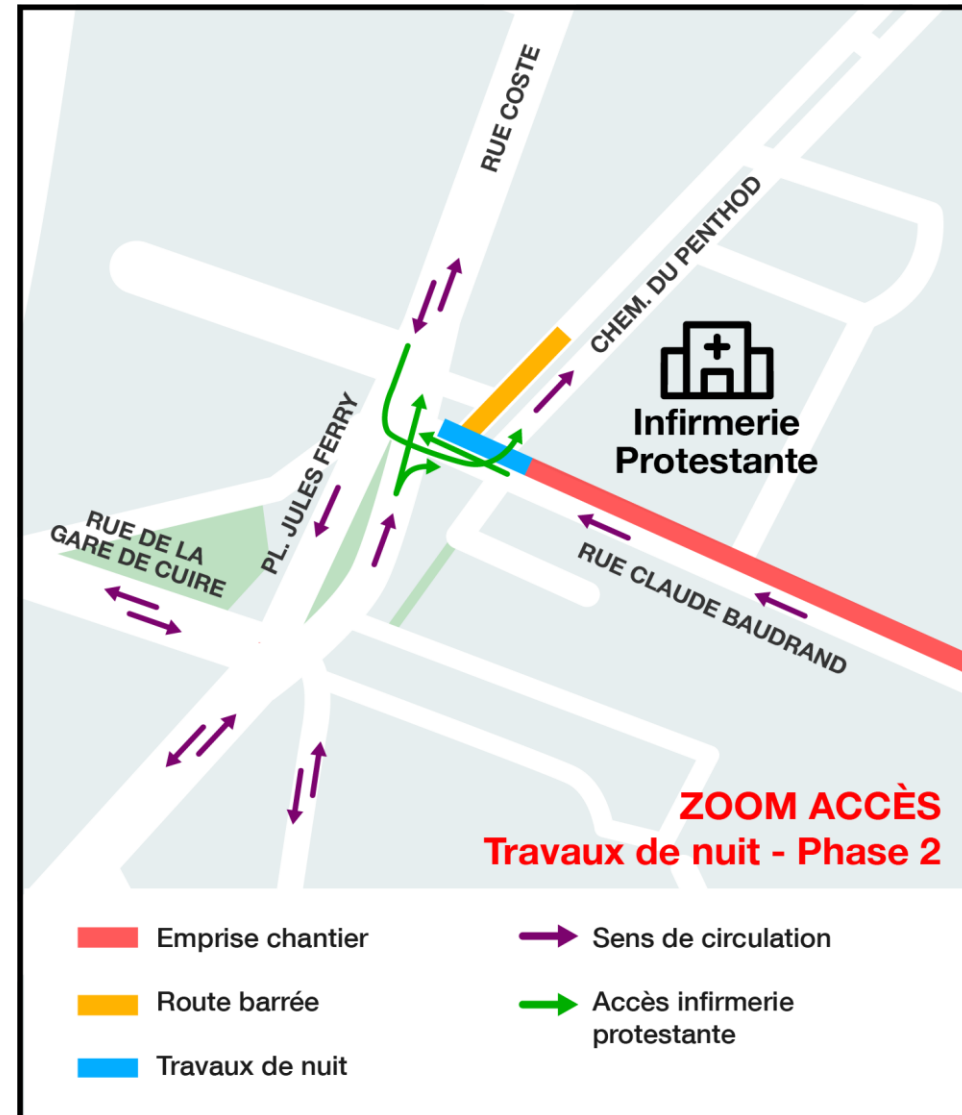 RUE COSTE
CHEM. DU PENTHOD
Infirmerie
Protestante
PL. JULES FERRY
RUE DE LA
GARE DE CUIRE
RUE CLAUDE BAUDRAND
ZOOM ACCÈS
Travaux de nuit - Phase 2
Emprise chantier
Route barrée
Travaux de nuit
Sens de circulation
Accès infirmerie
protestante